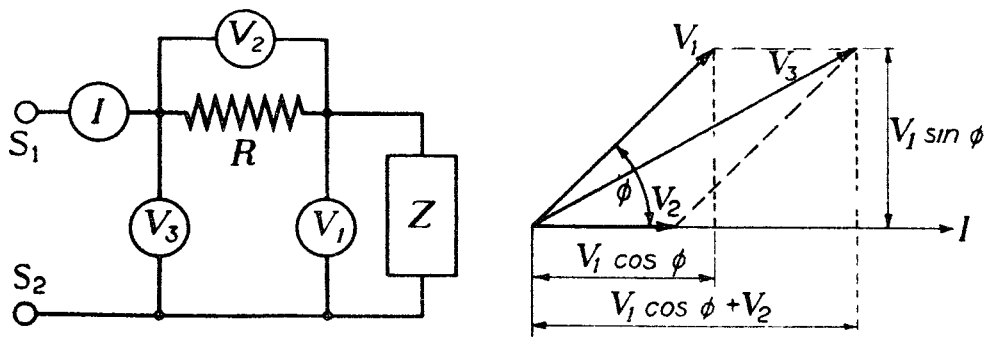 V₂
S₁
I
R
V₃
V₁
Z
S₂
V₁
V₃
V₁ sin ϕ
ϕ
V₂
I
V₁ cos ϕ
V₁ cos ϕ + V₂